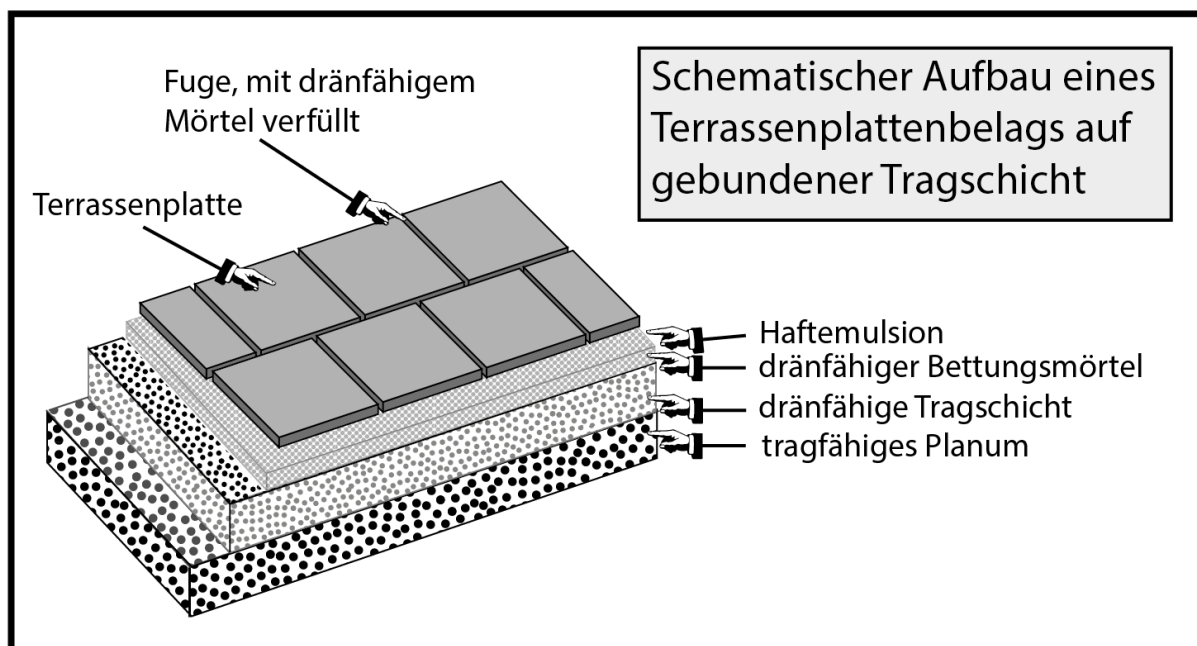 Schematischer Aufbau eines
Terrassenplattenbelags auf
gebundener Tragschicht
Fuge, mit dränfähigem
Mörtel verfüllt
Terrassenplatte
Haftemulsion
dränfähiger Bettungsmörtel
dränfähige Tragschicht
tragfähiges Planum